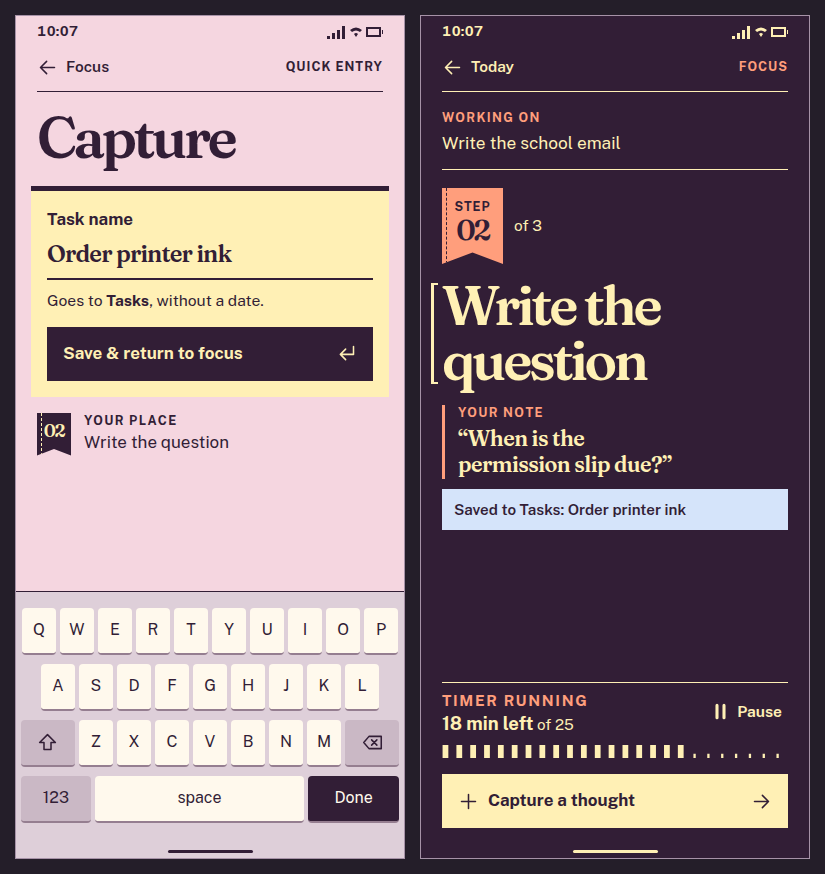 10:07
Focus
QUICK ENTRY
Capture
Task name
Order printer ink
Goes to Tasks, without a date.
Save & return to focus
02
YOUR PLACE
Write the question
Q W E R T Y U I O P
A S D F G H J K L
Z X C V B N M
123 space Done
10:07
Today
FOCUS
WORKING ON
Write the school email
STEP
02
of 3
Write the
question
YOUR NOTE
“When is the
permission slip due?”
Saved to Tasks: Order printer ink
TIMER RUNNING
18 min left of 25
Pause
Capture a thought